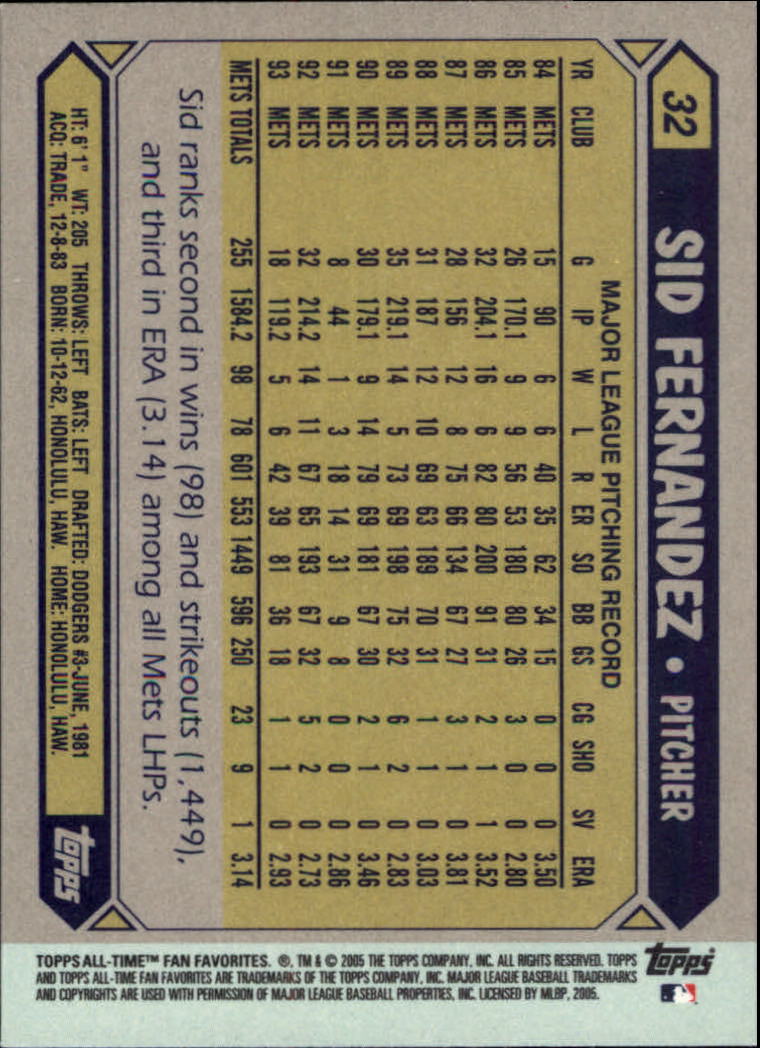 32 SID FERNANDEZ • PITCHER
MAJOR LEAGUE PITCHING RECORD
YR CLUB G IP W L R ER SO BB GS CG SHO SV ERA
84 METS 15 90 6 6 40 35 62 34 15 0 0 0 3.50
85 METS 26 170.1 9 9 56 53 180 80 26 3 0 0 2.80
86 METS 32 204.1 16 6 82 80 200 91 31 2 1 1 3.52
87 METS 28 156 12 8 75 66 134 67 27 3 1 0 3.81
88 METS 31 187 12 10 69 63 189 70 31 1 1 0 3.03
89 METS 35 219.1 14 5 73 69 198 75 32 6 2 0 2.83
90 METS 30 179.1 9 14 79 69 181 67 30 2 1 0 3.46
91 METS 8 44 1 3 18 14 31 9 8 0 0 0 2.86
92 METS 32 214.2 14 11 67 65 193 67 32 5 2 0 2.73
93 METS 18 119.2 5 6 42 39 81 36 18 1 1 0 2.93
METS TOTALS 255 1584.2 98 78 601 553 1449 596 250 23 9 1 3.14
Sid ranks second in wins (98) and strikeouts (1,449),
and third in ERA (3.14) among all Mets LHPs.
HT: 6' 1" WT: 205 THROWS: LEFT BATS: LEFT DRAFTED: DODGERS #3-JUNE, 1981
ACQ: TRADE, 12-8-83 BORN: 10-12-62, HONOLULU, HAW. HOME: HONOLULU, HAW.
Topps
TOPPS ALL-TIME™ FAN FAVORITES. ®, TM & © 2005 THE TOPPS COMPANY, INC. ALL RIGHTS RESERVED. TOPPS
AND TOPPS ALL-TIME FAN FAVORITES ARE TRADEMARKS OF THE TOPPS COMPANY, INC. MAJOR LEAGUE BASEBALL TRADEMARKS
AND COPYRIGHTS ARE USED WITH PERMISSION OF MAJOR LEAGUE BASEBALL PROPERTIES, INC. LICENSED BY MLBP, 2005.
Topps